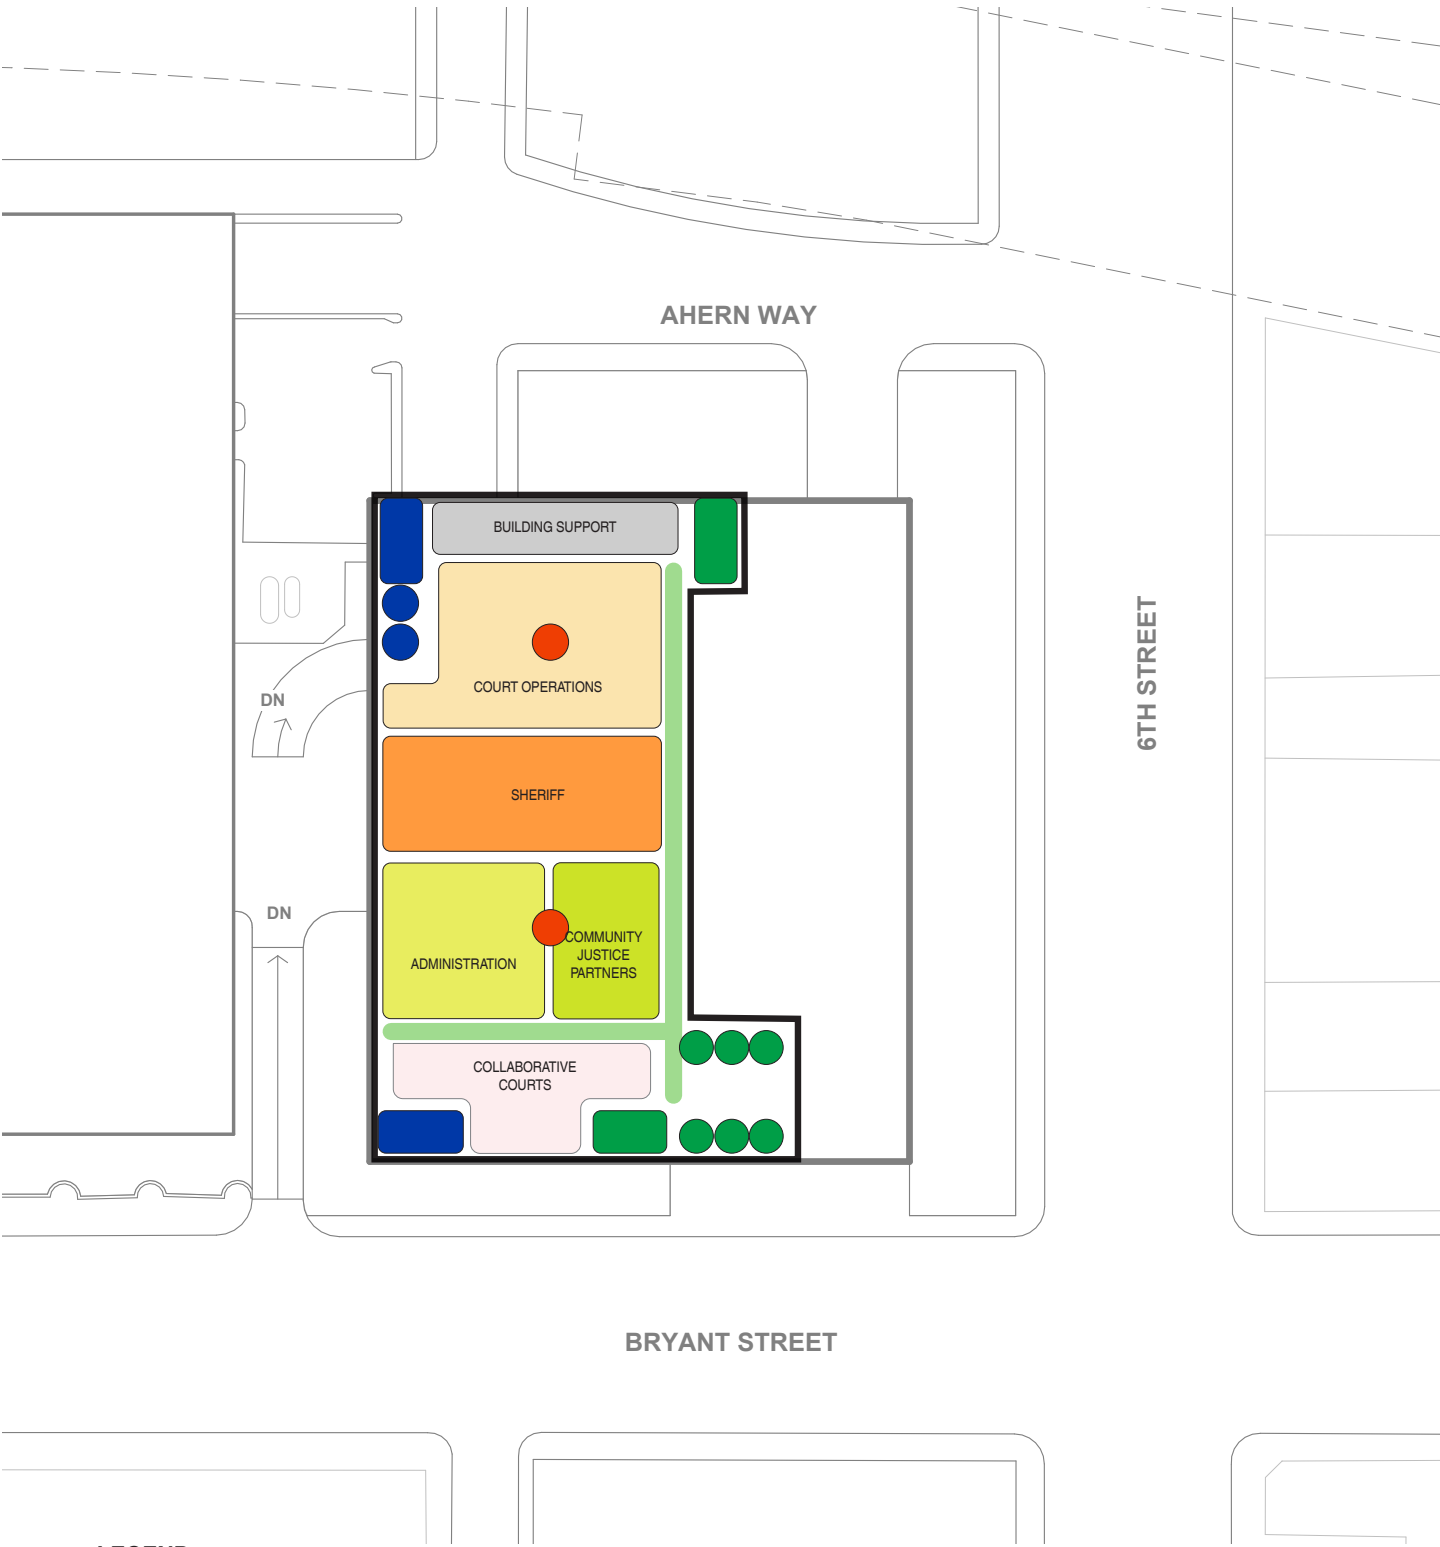 AHERN WAY
BUILDING SUPPORT
6TH STREET
COURT OPERATIONS
DN
SHERIFF
DN
ADMINISTRATION
COMMUNITY
JUSTICE
PARTNERS
COLLABORATIVE
COURTS
BRYANT STREET
LEGEND